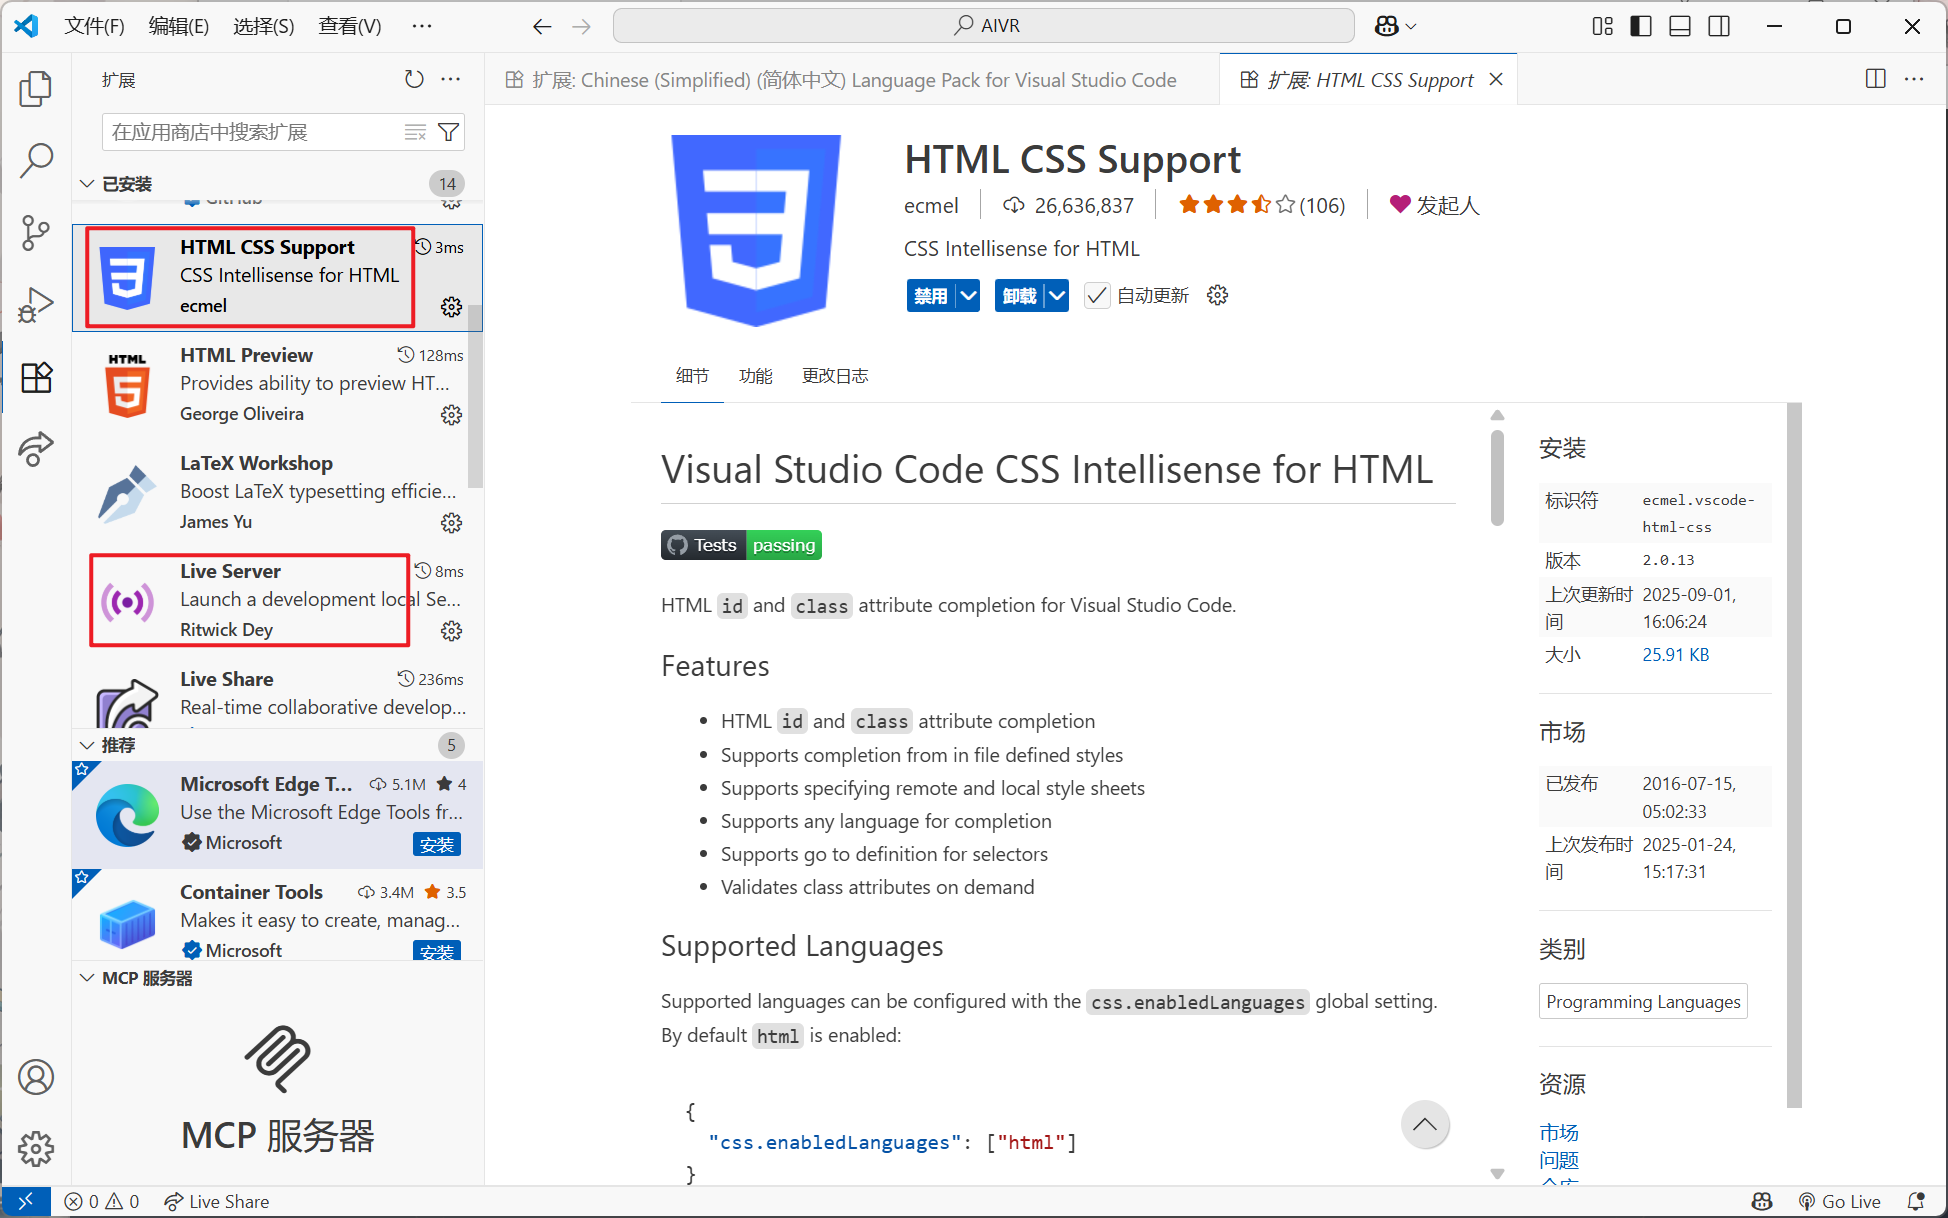 文件(F) 编辑(E) 选择(S) 查看(V) ··· AIVR
扩展
在应用商店中搜索扩展
已安装 14
GitHub
HTML CSS Support 3ms
CSS Intellisense for HTML
ecmel
HTML Preview 128ms
Provides ability to preview HT...
George Oliveira
LaTeX Workshop
Boost LaTeX typesetting efficie...
James Yu
Live Server 8ms
Launch a development local Se...
Ritwick Dey
Live Share 236ms
Real-time collaborative develop...
推荐 5
Microsoft Edge T... 5.1M 4
Use the Microsoft Edge Tools fr...
Microsoft 安装
Container Tools 3.4M 3.5
Makes it easy to create, manag...
Microsoft 安装
MCP 服务器
MCP 服务器
扩展: Chinese (Simplified) (简体中文) Language Pack for Visual Studio Code
扩展: HTML CSS Support
HTML CSS Support
ecmel 26,636,837 (106) 发起人
CSS Intellisense for HTML
禁用 卸载 自动更新
细节 功能 更改日志
Visual Studio Code CSS Intellisense for HTML
Tests passing
HTML id and class attribute completion for Visual Studio Code.
Features
• HTML id and class attribute completion
• Supports completion from in file defined styles
• Supports specifying remote and local style sheets
• Supports any language for completion
• Supports go to definition for selectors
• Validates class attributes on demand
Supported Languages
Supported languages can be configured with the css.enabledLanguages global setting.
By default html is enabled:
{
"css.enabledLanguages": ["html"]
}
安装
标识符 ecmel.vscode-
html-css
版本 2.0.13
上次更新时 2025-09-01,
间 16:06:24
大小 25.91 KB
市场
已发布 2016-07-15,
05:02:33
上次发布时 2025-01-24,
间 15:17:31
类别
Programming Languages
资源
市场
问题
0 0 Live Share Go Live